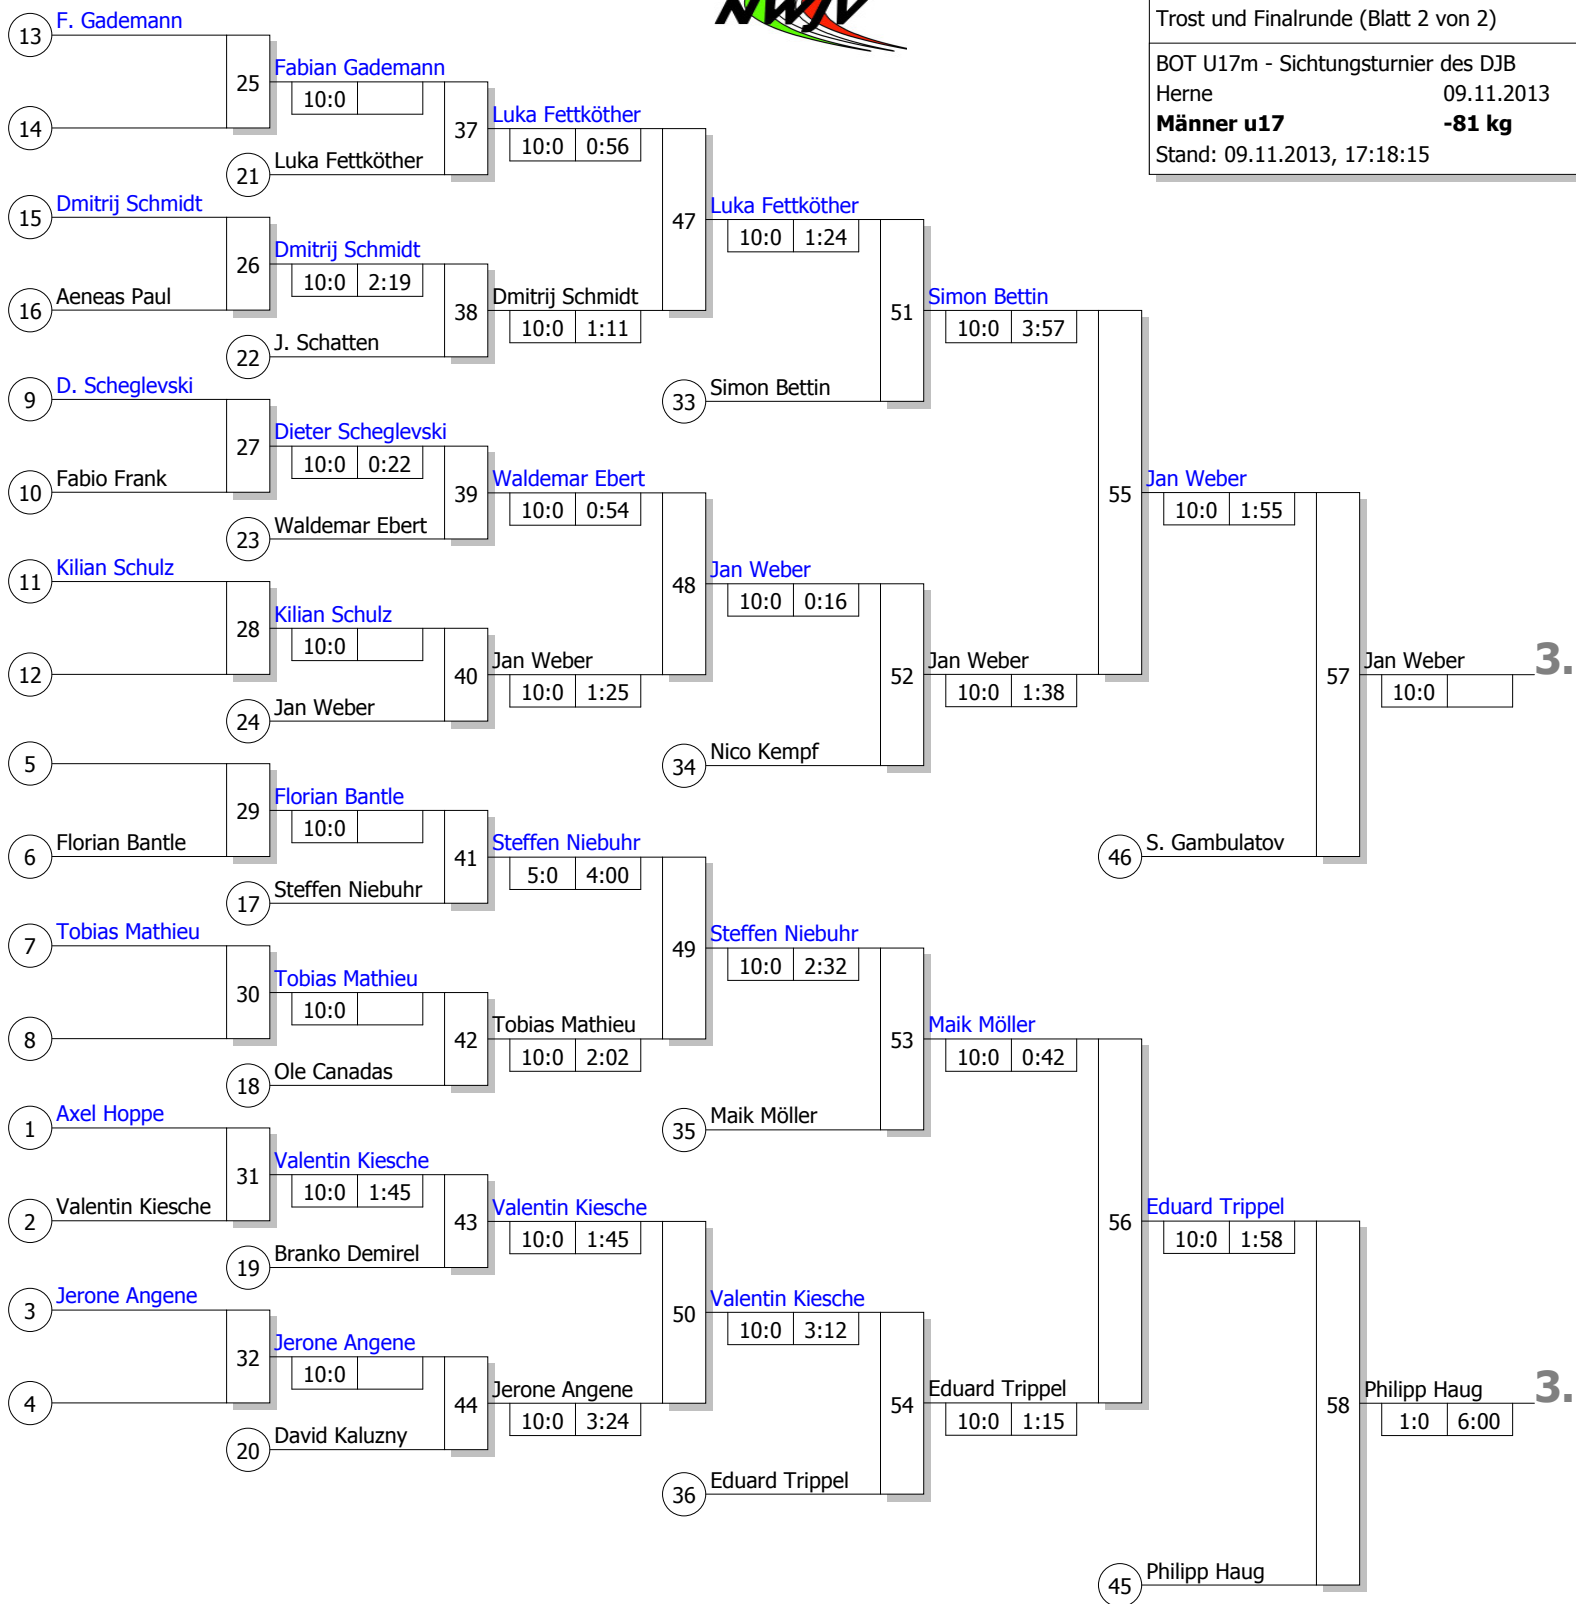 NWJV
Trost und Finalrunde (Blatt 2 von 2)
BOT U17m - Sichtungsturnier des DJB
Herne 09.11.2013
Männer u17 -81 kg
Stand: 09.11.2013, 17:18:15
13 F. Gademann
14
25 Fabian Gademann
10:0
21 Luka Fettköther
37 Luka Fettköther
10:0 0:56
15 Dmitrij Schmidt
16 Aeneas Paul
26 Dmitrij Schmidt
10:0 2:19
22 J. Schatten
38 Dmitrij Schmidt
10:0 1:11
47 Luka Fettköther
10:0 1:24
33 Simon Bettin
51 Simon Bettin
10:0 3:57
9 D. Scheglevski
10 Fabio Frank
27 Dieter Scheglevski
10:0 0:22
23 Waldemar Ebert
39 Waldemar Ebert
10:0 0:54
11 Kilian Schulz
12
28 Kilian Schulz
10:0
24 Jan Weber
40 Jan Weber
10:0 1:25
48 Jan Weber
10:0 0:16
34 Nico Kempf
52 Jan Weber
10:0 1:38
55 Jan Weber
10:0 1:55
46 S. Gambulatov
57 Jan Weber 3.
10:0
5
6 Florian Bantle
29 Florian Bantle
10:0
17 Steffen Niebuhr
41 Steffen Niebuhr
5:0 4:00
7 Tobias Mathieu
8
30 Tobias Mathieu
10:0
18 Ole Canadas
42 Tobias Mathieu
10:0 2:02
49 Steffen Niebuhr
10:0 2:32
35 Maik Möller
53 Maik Möller
10:0 0:42
1 Axel Hoppe
2 Valentin Kiesche
31 Valentin Kiesche
10:0 1:45
19 Branko Demirel
43 Valentin Kiesche
10:0 1:45
3 Jerone Angene
4
32 Jerone Angene
10:0
20 David Kaluzny
44 Jerone Angene
10:0 3:24
50 Valentin Kiesche
10:0 3:12
36 Eduard Trippel
54 Eduard Trippel
10:0 1:15
56 Eduard Trippel
10:0 1:58
45 Philipp Haug
58 Philipp Haug 3.
1:0 6:00